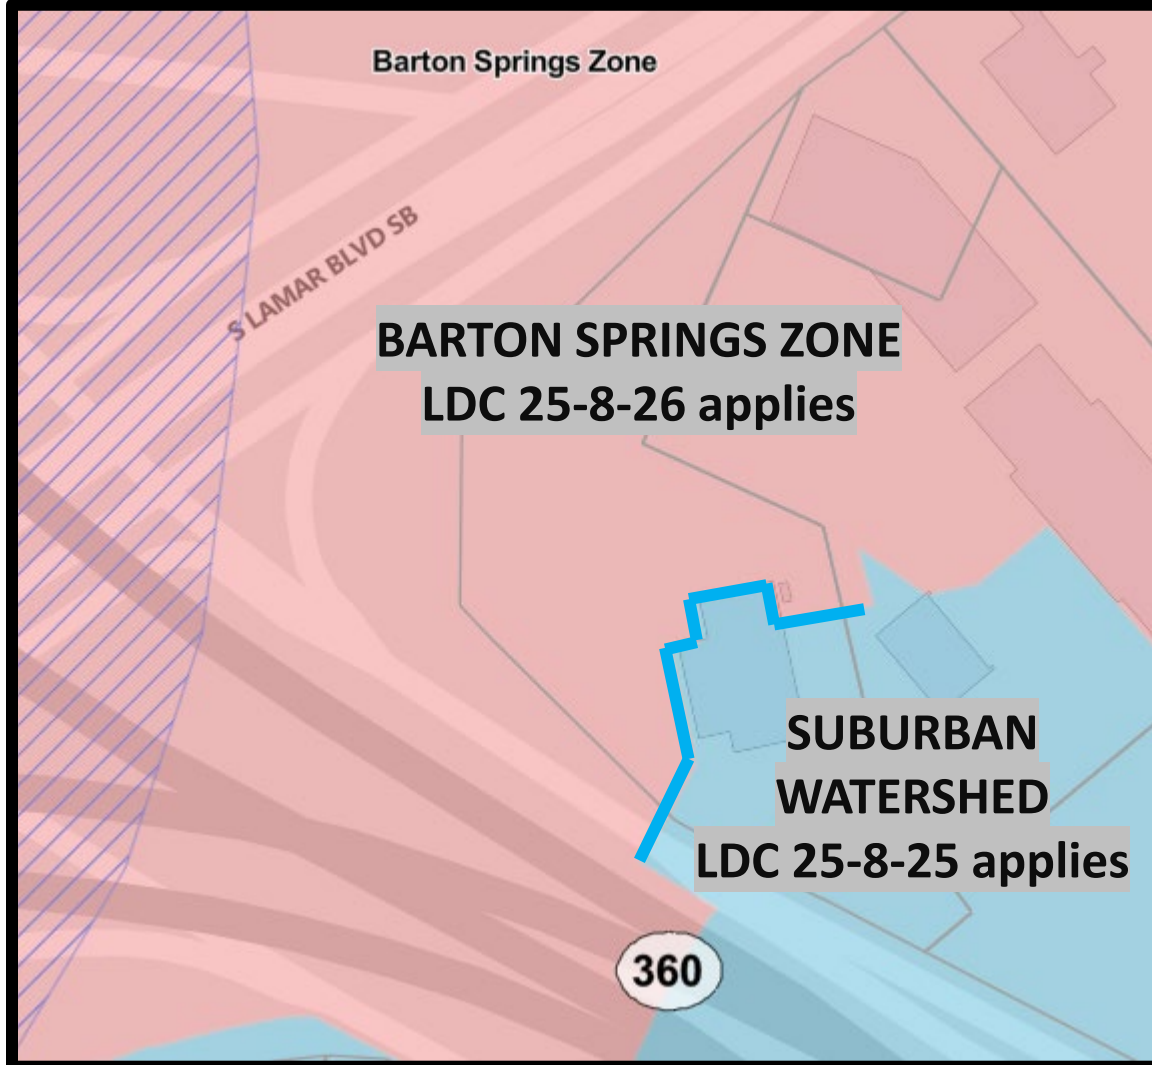 Barton Springs Zone
S LAMAR BLVD SB
BARTON SPRINGS ZONE
LDC 25-8-26 applies
SUBURBAN
WATERSHED
LDC 25-8-25 applies
360